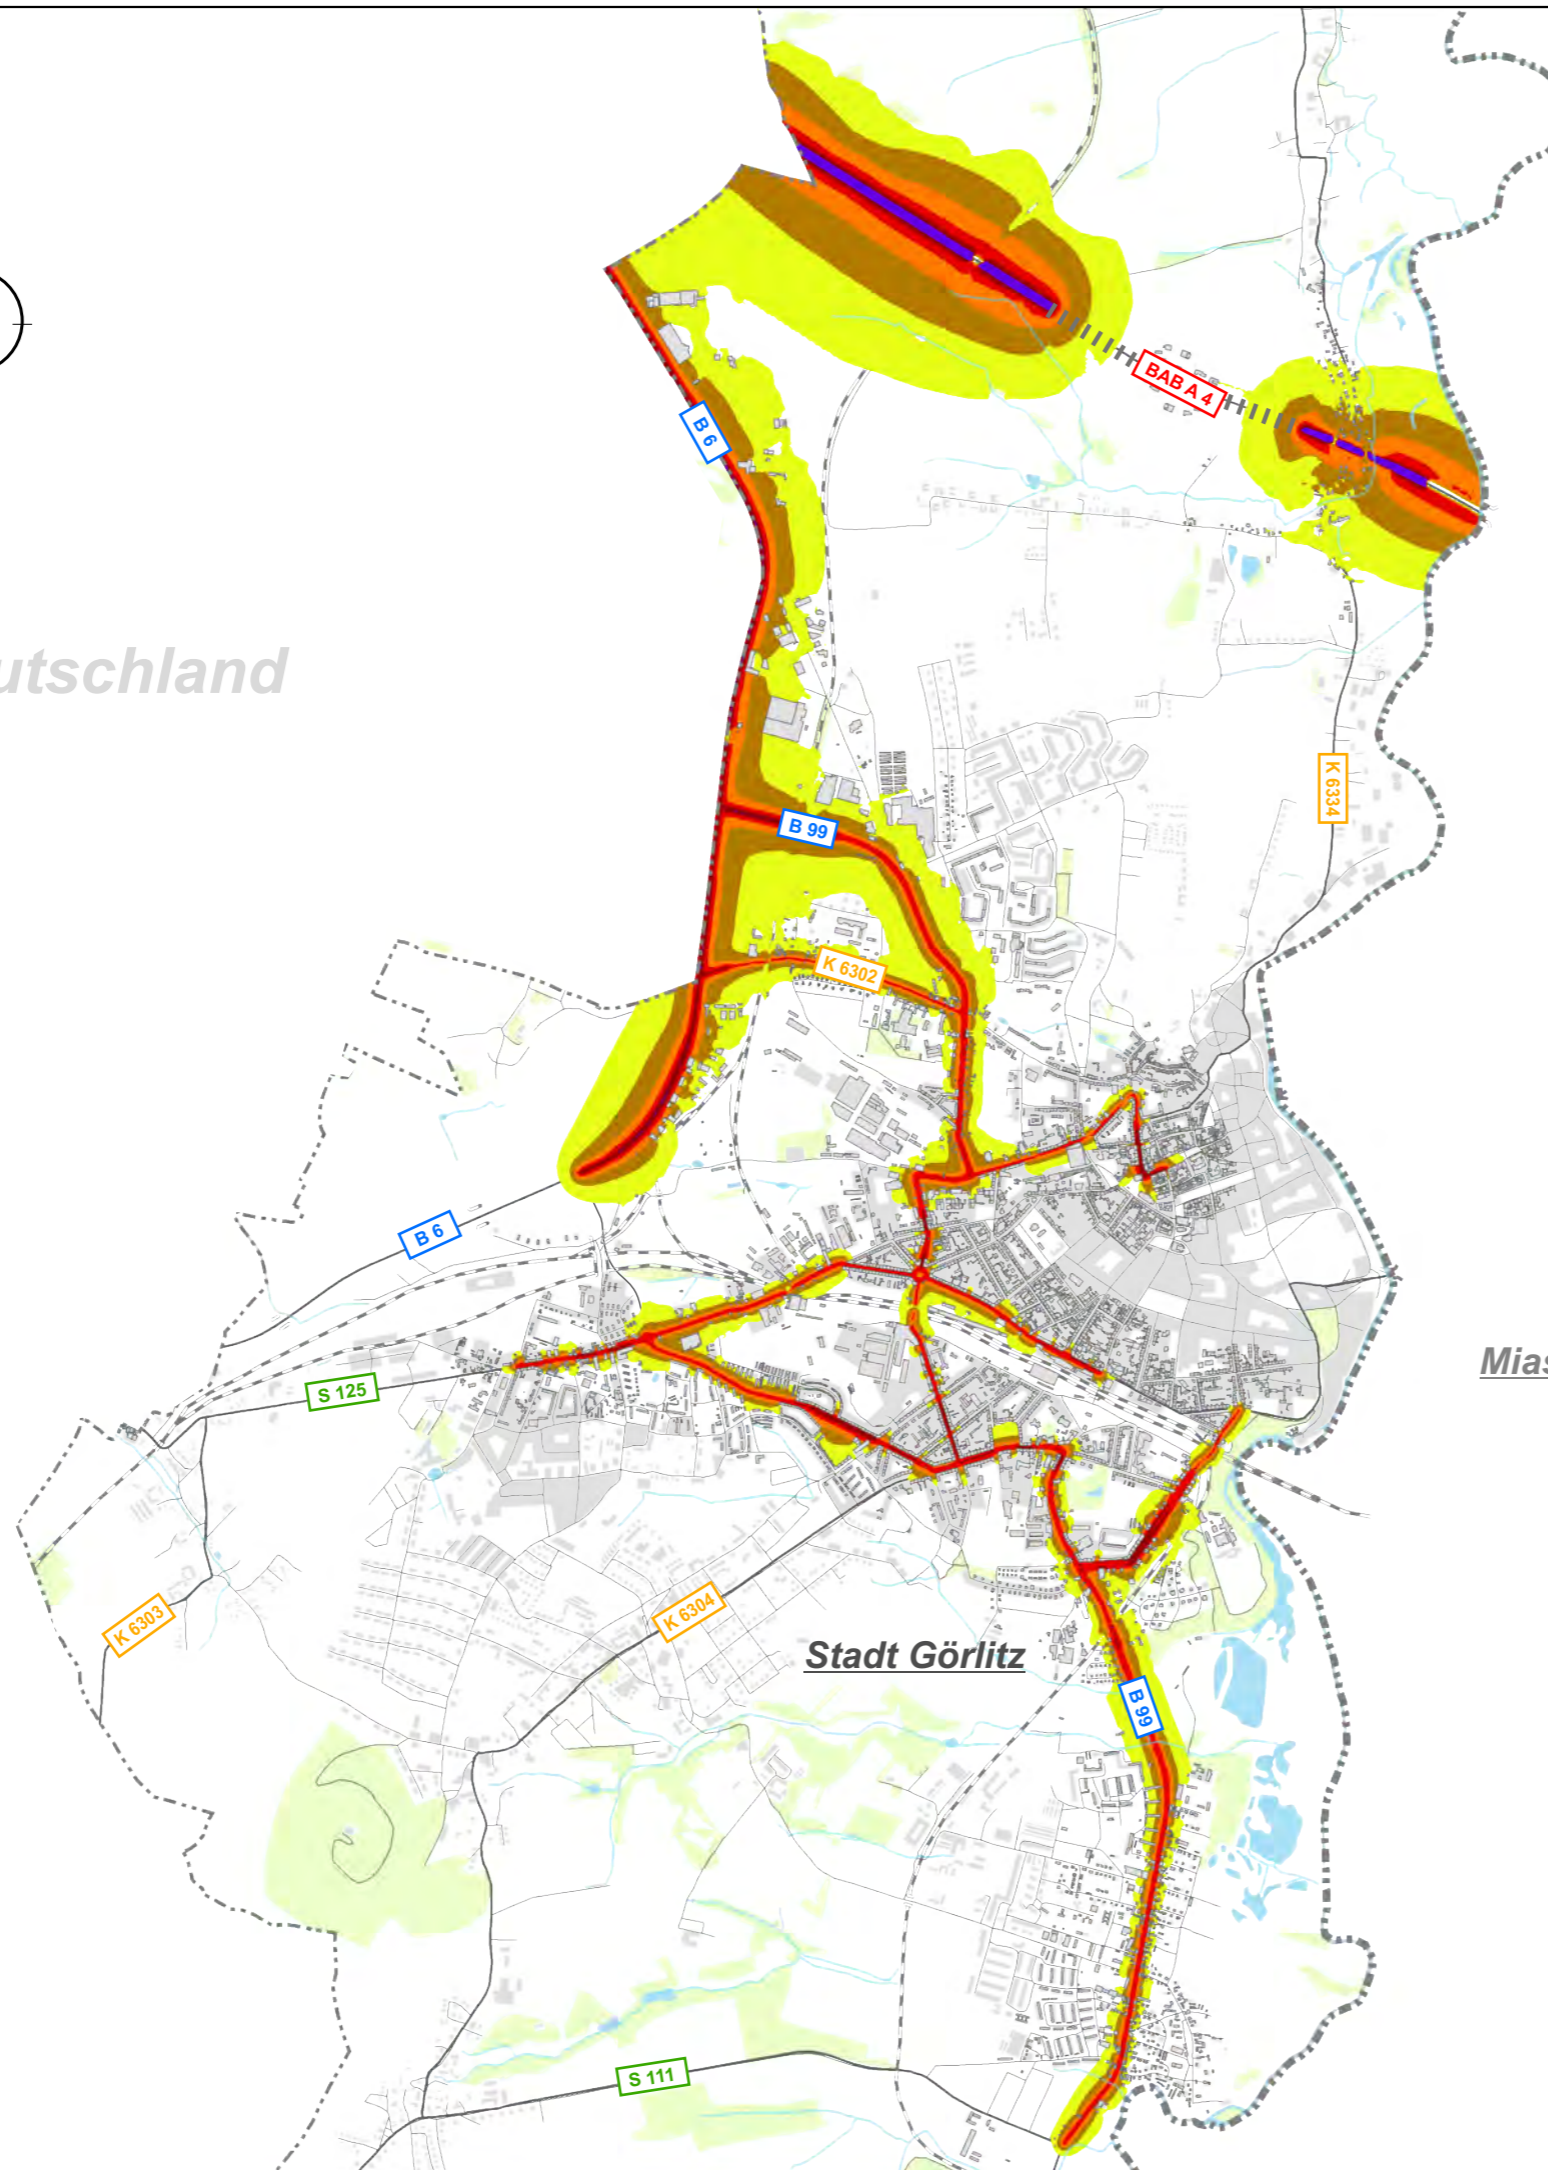 BAB A 4
B 6
utschland
K 6334
B 99
K 6302
B 6
Mias
S 125
K 6303
K 6304
Stadt Görlitz
B 99
S 111